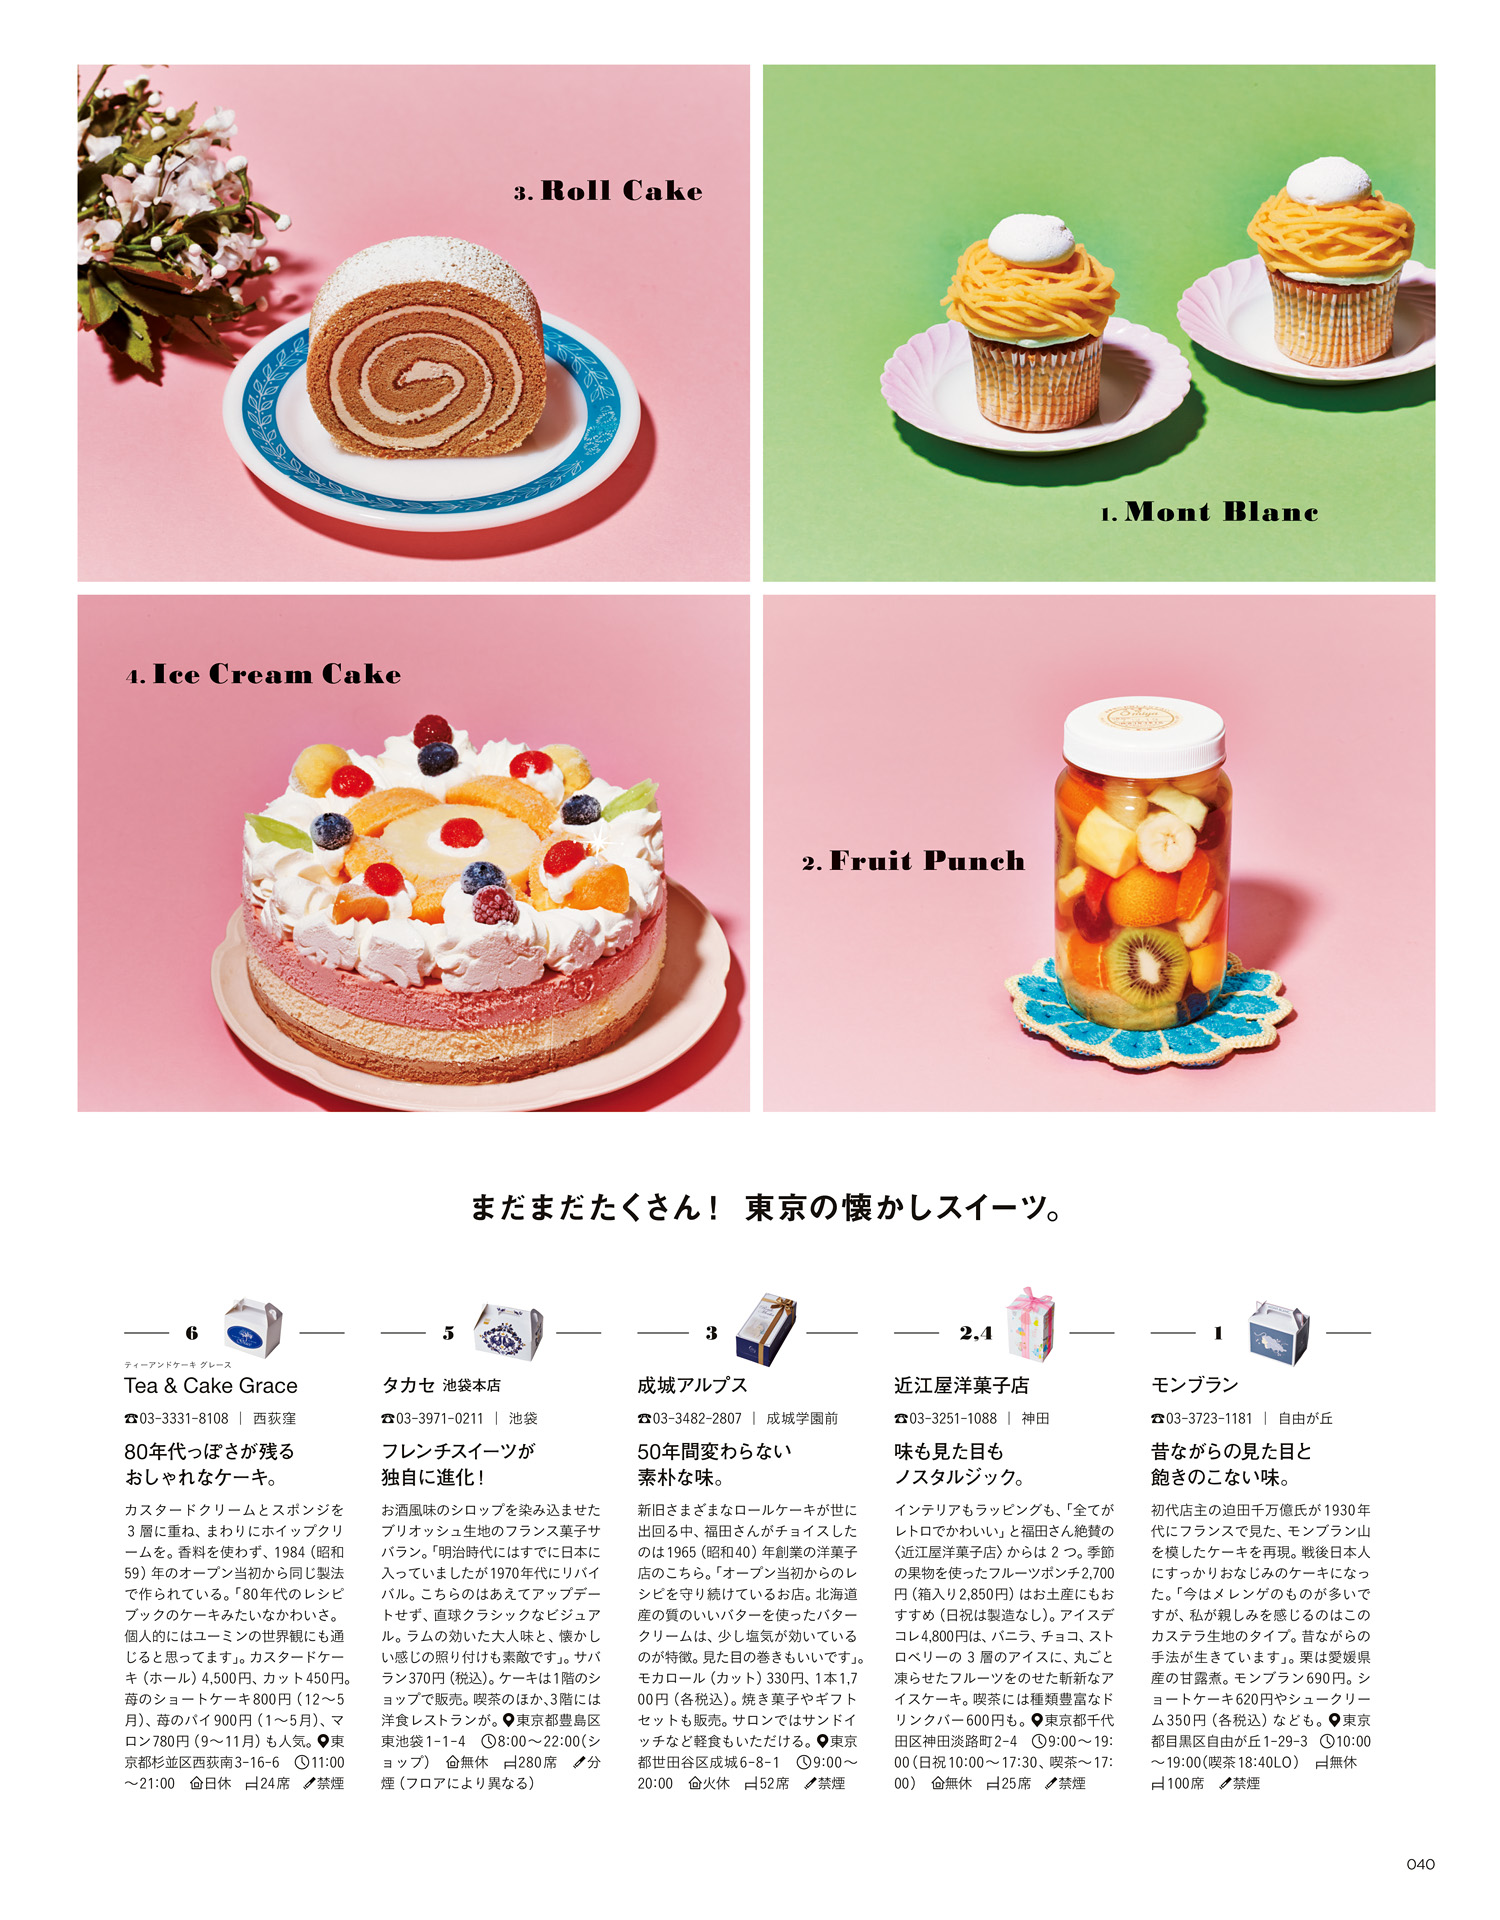 3. Roll Cake
1. Mont Blanc
4. Ice Cream Cake
2. Fruit Punch
まだまだたくさん！ 東京の懐かしスイーツ。
1
モンブラン
☎03-3723-1181 ｜ 自由が丘
昔ながらの見た目と
飽きのこない味。
初代店主の迫田千万億氏が1930年
代にフランスで見た、モンブラン山
を模したケーキを再現。戦後日本人
にすっかりおなじみのケーキになっ
た。「今はメレンゲのものが多いで
すが、私が親しみを感じるのはこの
カステラ生地のタイプ。昔ながらの
手法が生きています」。栗は愛媛県
産の甘露煮。モンブラン690円。シ
ョートケーキ620円やシュークリー
ム350円（各税込）なども。東京
都目黒区自由が丘1-29-3 10:00
〜19:00（喫茶18:40LO） 無休
100席 禁煙
2,4
近江屋洋菓子店
☎03-3251-1088 ｜ 神田
味も見た目も
ノスタルジック。
インテリアもラッピングも、「全てが
レトロでかわいい」と福田さん絶賛の
〈近江屋洋菓子店〉からは2つ。季節
の果物を使ったフルーツポンチ2,700
円（箱入り2,850円）はお土産にもお
すすめ（日祝は製造なし）。アイスデ
コレ4,800円は、バニラ、チョコ、スト
ロベリーの3層のアイスに、丸ごと
凍らせたフルーツをのせた斬新なア
イスケーキ。喫茶には種類豊富なド
リンクバー600円も。東京都千代
田区神田淡路町2-4 9:00〜19:
00（日祝10:00〜17:30、喫茶〜17:
00） 無休 25席 禁煙
3
成城アルプス
☎03-3482-2807 ｜ 成城学園前
50年間変わらない
素朴な味。
新旧さまざまなロールケーキが世に
出回る中、福田さんがチョイスした
のは1965（昭和40）年創業の洋菓子
店のこちら。「オープン当初からのレ
シピを守り続けているお店。北海道
産の質のいいバターを使ったバター
クリームは、少し塩気が効いている
のが特徴。見た目の巻きもいいです」。
モカロール（カット）330円、1本1,7
00円（各税込）。焼き菓子やギフト
セットも販売。サロンではサンドイ
ッチなど軽食もいただける。東京
都世田谷区成城6-8-1 9:00〜
20:00 火休 52席 禁煙
5
タカセ 池袋本店
☎03-3971-0211 ｜ 池袋
フレンチスイーツが
独自に進化！
お酒風味のシロップを染み込ませた
ブリオッシュ生地のフランス菓子サ
バラン。「明治時代にはすでに日本に
入っていましたが1970年代にリバイ
バル。こちらのはあえてアップデー
トせず、直球クラシックなビジュア
ル。ラムの効いた大人味と、懐かし
い感じの照り付けも素敵です」。サバ
ラン370円（税込）。ケーキは1階のシ
ョップで販売。喫茶のほか、3階には
洋食レストランが。東京都豊島区
東池袋1-1-4 8:00〜22:00（シ
ョップ） 無休 280席 分
煙（フロアにより異なる）
6
ティーアンドケーキ グレース
Tea & Cake Grace
☎03-3331-8108 ｜ 西荻窪
80年代っぽさが残る
おしゃれなケーキ。
カスタードクリームとスポンジを
3層に重ね、まわりにホイップクリ
ームを。香料を使わず、1984（昭和
59）年のオープン当初から同じ製法
で作られている。「80年代のレシピ
ブックのケーキみたいなかわいさ。
個人的にはユーミンの世界観にも通
じると思ってます」。カスタードケー
キ（ホール）4,500円、カット450円。
苺のショートケーキ800円（12〜5
月）、苺のパイ900円（1〜5月）、マ
ロン780円（9〜11月）も人気。東
京都杉並区西荻南3-16-6 11:00
〜21:00 日休 24席 禁煙
040